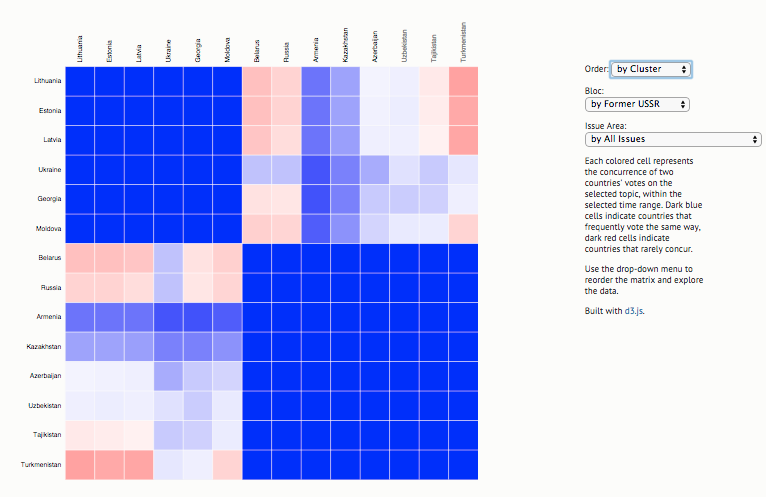 Lithuania
Estonia
Latvia
Ukraine
Georgia
Moldova
Belarus
Russia
Armenia
Kazakhstan
Azerbaijan
Uzbekistan
Tajikistan
Turkmenistan
Lithuania
Estonia
Latvia
Ukraine
Georgia
Moldova
Belarus
Russia
Armenia
Kazakhstan
Azerbaijan
Uzbekistan
Tajikistan
Turkmenistan
Order: by Cluster
Bloc:
by Former USSR
Issue Area:
by All Issues
Each colored cell represents
the concurrence of two
countries' votes on the
selected topic, within the
selected time range. Dark blue
cells indicate countries that
frequently vote the same way,
dark red cells indicate
countries that rarely concur.
Use the drop-down menu to
reorder the matrix and explore
the data.
Built with d3.js.